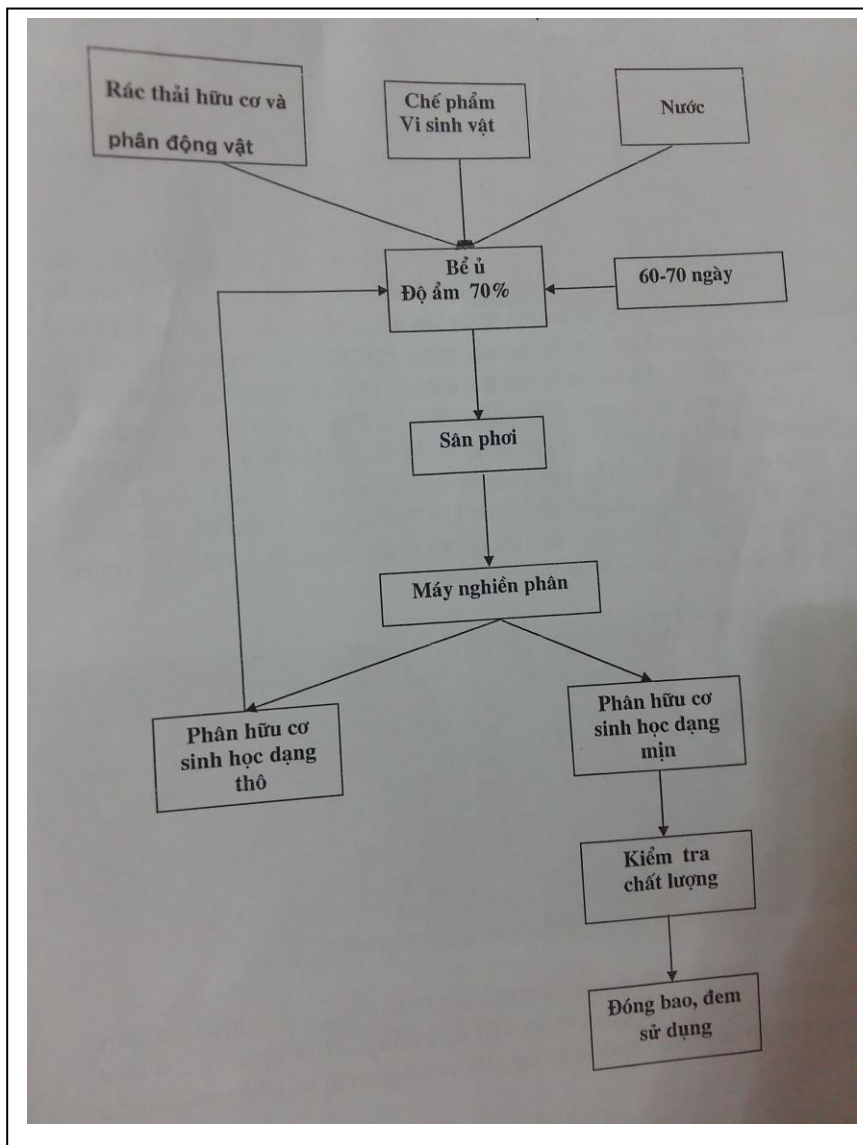 Rác thải hữu cơ và
phân động vật
Chế phẩm
Vi sinh vật
Nước
Bể ủ
Độ ẩm 70%
60-70 ngày
Sân phơi
Máy nghiền phân
Phân hữu cơ
sinh học dạng
thô
Phân hữu cơ
sinh học dạng
mịn
Kiểm tra
chất lượng
Đóng bao, đem
sử dụng